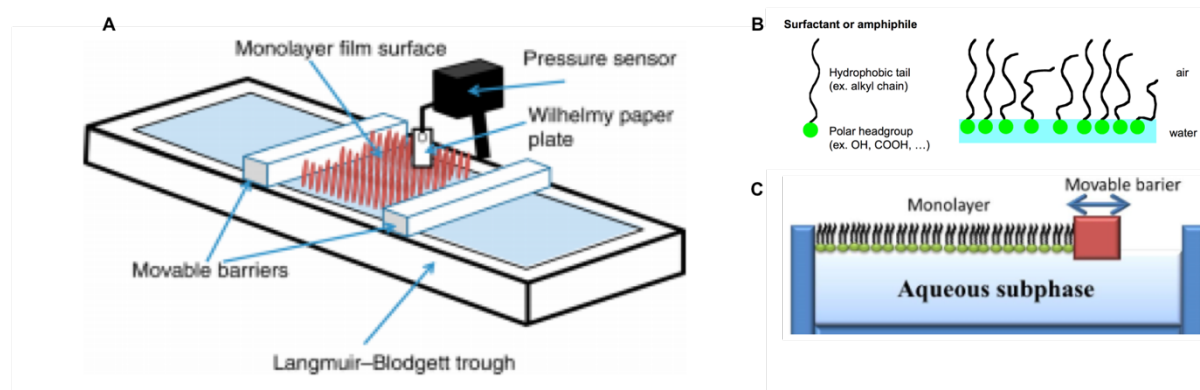 A
Monolayer film surface
Pressure sensor
Wilhelmy paper
plate
Movable barriers
Langmuir–Blodgett trough
B
Surfactant or amphiphile
Hydrophobic tail
(ex. alkyl chain)
Polar headgroup
(ex. OH, COOH, ...)
air
water
C
Movable barier
Monolayer
Aqueous subphase